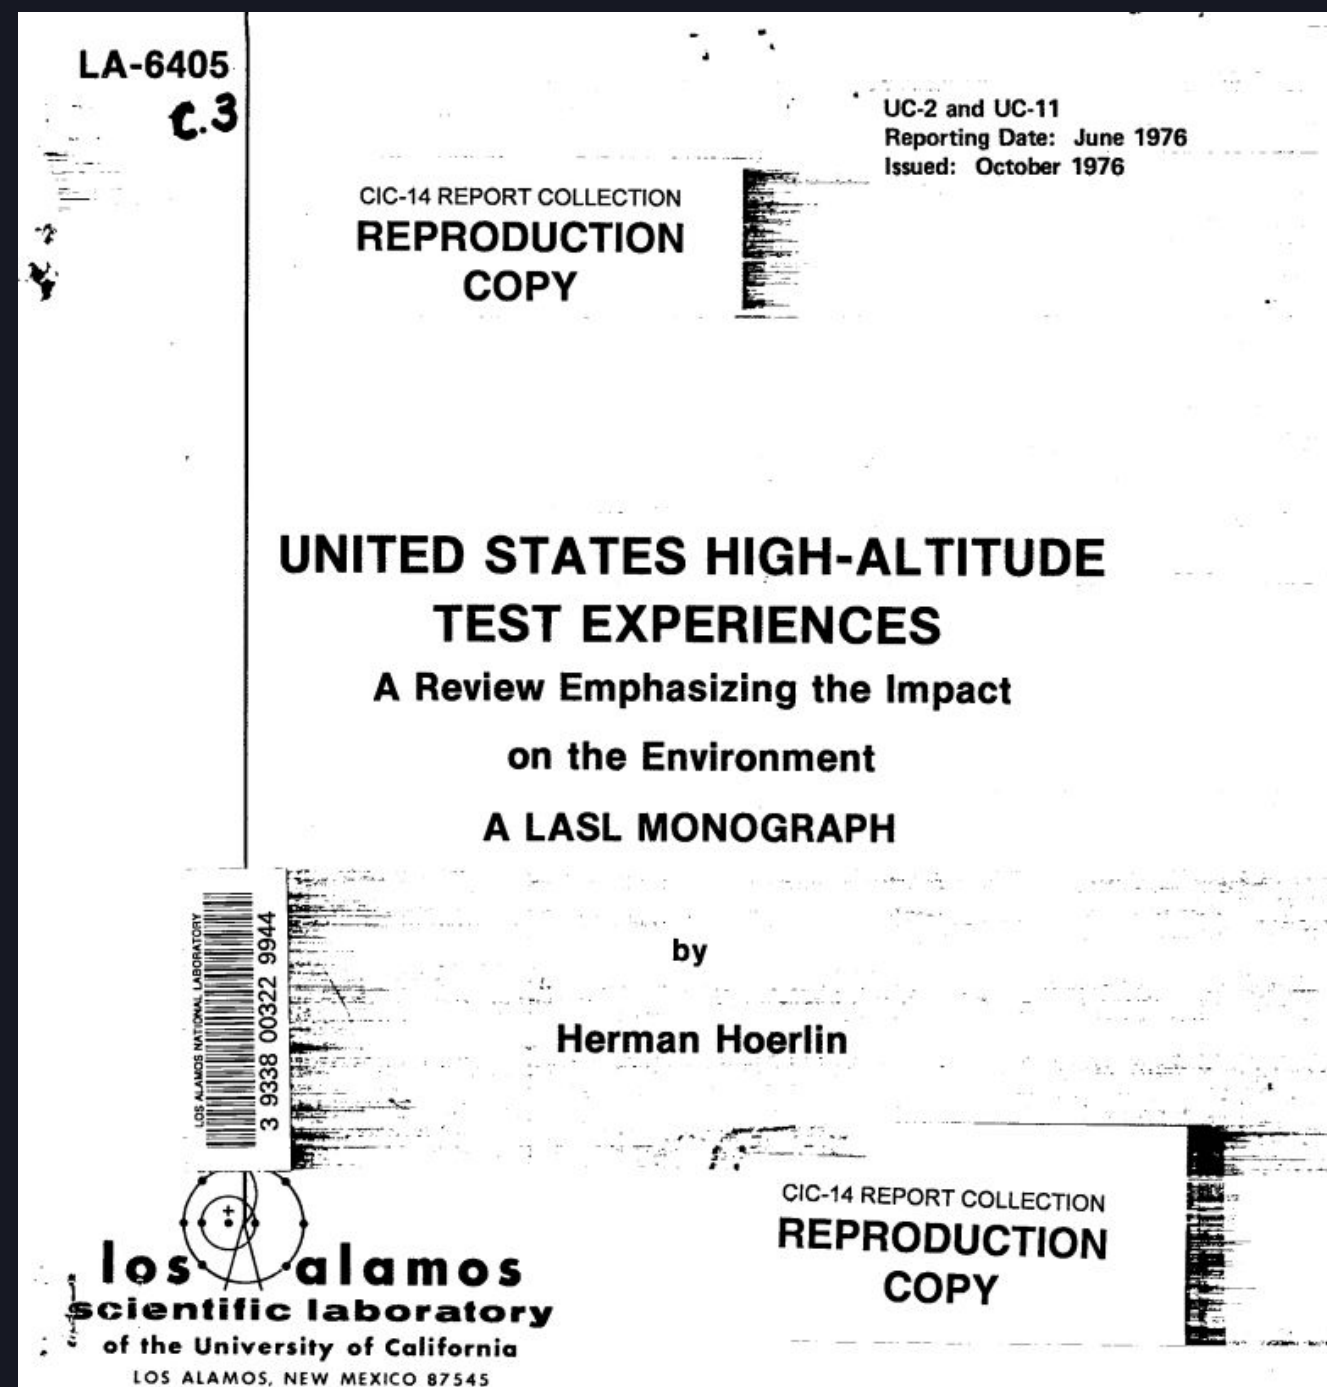 LA-6405
C.3
UC-2 and UC-11
Reporting Date: June 1976
Issued: October 1976
CIC-14 REPORT COLLECTION
REPRODUCTION
COPY
UNITED STATES HIGH-ALTITUDE
TEST EXPERIENCES
A Review Emphasizing the Impact
on the Environment
A LASL MONOGRAPH
LOS ALAMOS NATIONAL LABORATORY
3 9338 00322 9944
by
Herman Hoerlin
los alamos
scientific laboratory
of the University of California
LOS ALAMOS, NEW MEXICO 87545
CIC-14 REPORT COLLECTION
REPRODUCTION
COPY